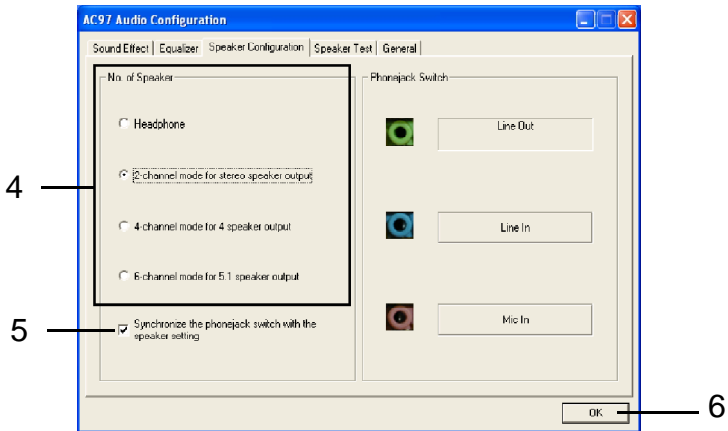 AC97 Audio Configuration
Sound Effect Equalizer Speaker Configuration Speaker Test General
No. of Speaker
Headphone
2-channel mode for stereo speaker output
4-channel mode for 4 speaker output
6-channel mode for 5.1 speaker output
Synchronize the phonejack switch with the
speaker setting
Phonejack Switch
Line Out
Line In
Mic In
OK
4
5
6